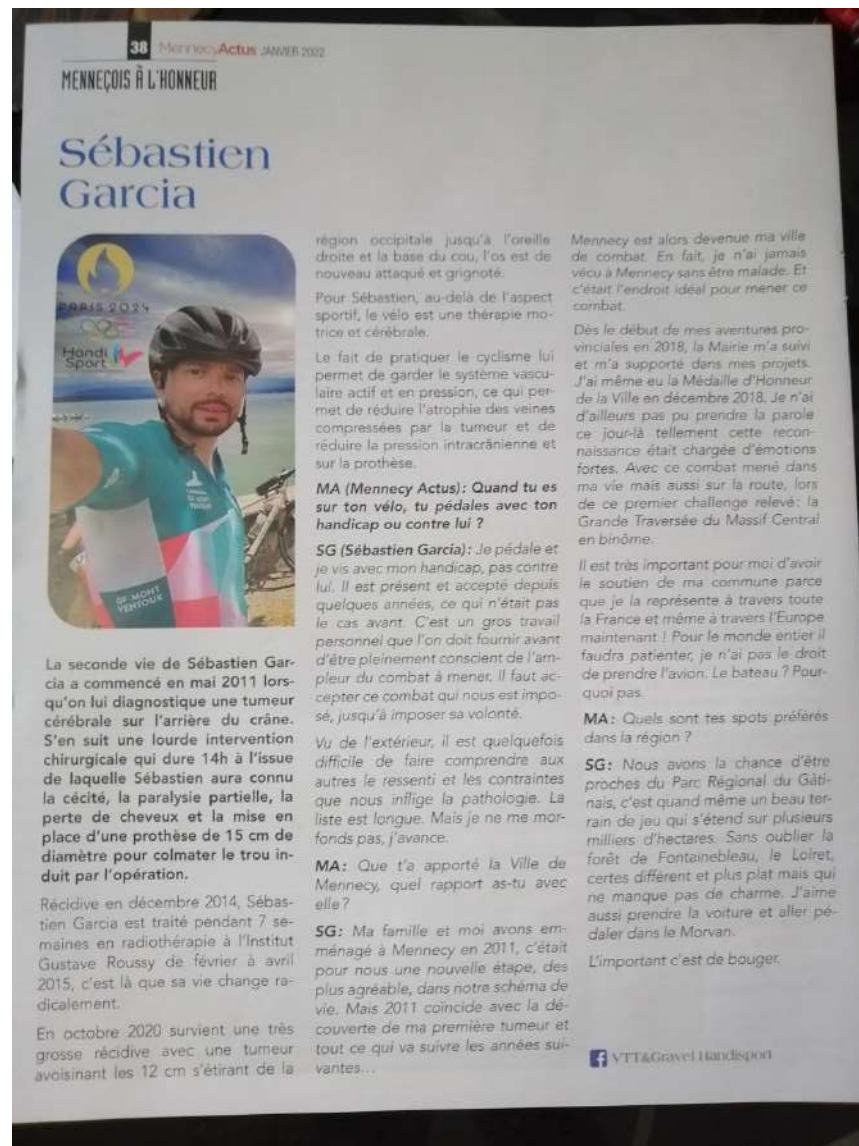 38 MennecyActus JANVIER 2022
MENNEÇOIS À L'HONNEUR
Sébastien
Garcia
PARIS 2024
Handi
Sport
GF MONT
VENTOUX
La seconde vie de Sébastien Gar-
cia a commencé en mai 2011 lors-
qu'on lui diagnostique une tumeur
cérébrale sur l'arrière du crâne.
S'en suit une lourde intervention
chirurgicale qui dure 14h à l'issue
de laquelle Sébastien aura connu
la cécité, la paralysie partielle, la
perte de cheveux et la mise en
place d'une prothèse de 15 cm de
diamètre pour colmater le trou in-
duit par l'opération.
Récidive en décembre 2014, Sébas-
tien Garcia est traité pendant 7 se-
maines en radiothérapie à l'Institut
Gustave Roussy de février à avril
2015, c'est là que sa vie change ra-
dicalement.
En octobre 2020 survient une très
grosse récidive avec une tumeur
avoisinant les 12 cm s'étirant de la
région occipitale jusqu'à l'oreille
droite et la base du cou, l'os est de
nouveau attaqué et grignoté.
Pour Sébastien, au-delà de l'aspect
sportif, le vélo est une thérapie mo-
trice et cérébrale.
Le fait de pratiquer le cyclisme lui
permet de garder le système vascu-
laire actif et en pression, ce qui per-
met de réduire l'atrophie des veines
compressées par la tumeur et de
réduire la pression intracrânienne et
sur la prothèse.
MA (Mennecy Actus) : Quand tu es
sur ton vélo, tu pédales avec ton
handicap ou contre lui ?
SG (Sébastien Garcia) : Je pédale et
je vis avec mon handicap, pas contre
lui. Il est présent et accepté depuis
quelques années, ce qui n'était pas
le cas avant. C'est un gros travail
personnel que l'on doit fournir avant
d'être pleinement conscient de l'am-
pleur du combat à mener. Il faut ac-
cepter ce combat qui nous est impo-
sé, jusqu'à imposer sa volonté.
Vu de l'extérieur, il est quelquefois
difficile de faire comprendre aux
autres le ressenti et les contraintes
que nous inflige la pathologie. La
liste est longue. Mais je ne me mor-
fonds pas, j'avance.
MA : Que t'a apporté la Ville de
Mennecy, quel rapport as-tu avec
elle ?
SG : Ma famille et moi avons em-
ménagé à Mennecy en 2011, c'était
pour nous une nouvelle étape, des
plus agréable, dans notre schéma de
vie. Mais 2011 coïncide avec la dé-
couverte de ma première tumeur et
tout ce qui va suivre les années sui-
vantes...
Mennecy est alors devenue ma ville
de combat. En fait, je n'ai jamais
vécu à Mennecy sans être malade. Et
c'était l'endroit idéal pour mener ce
combat.
Dès le début de mes aventures pro-
vinciales en 2018, la Mairie m'a suivi
et m'a supporté dans mes projets.
J'ai même eu la Médaille d'Honneur
de la Ville en décembre 2018. Je n'ai
d'ailleurs pas pu prendre la parole
ce jour-là tellement cette recon-
naissance était chargée d'émotions
fortes. Avec ce combat mené dans
ma vie mais aussi sur la route, lors
de ce premier challenge relevé : la
Grande Traversée du Massif Central
en binôme.
Il est très important pour moi d'avoir
le soutien de ma commune parce
que je la représente à travers toute
la France et même à travers l'Europe
maintenant ! Pour le monde entier il
faudra patienter, je n'ai pas le droit
de prendre l'avion. Le bateau ? Pour-
quoi pas.
MA : Quels sont tes spots préférés
dans la région ?
SG : Nous avons la chance d'être
proches du Parc Régional du Gâti-
nais, c'est quand même un beau ter-
rain de jeu qui s'étend sur plusieurs
milliers d'hectares. Sans oublier la
forêt de Fontainebleau, le Loiret,
certes différent et plus plat mais qui
ne manque pas de charme. J'aime
aussi prendre la voiture et aller pé-
daler dans le Morvan.
L'important c'est de bouger.
VTT&Gravel Handisport